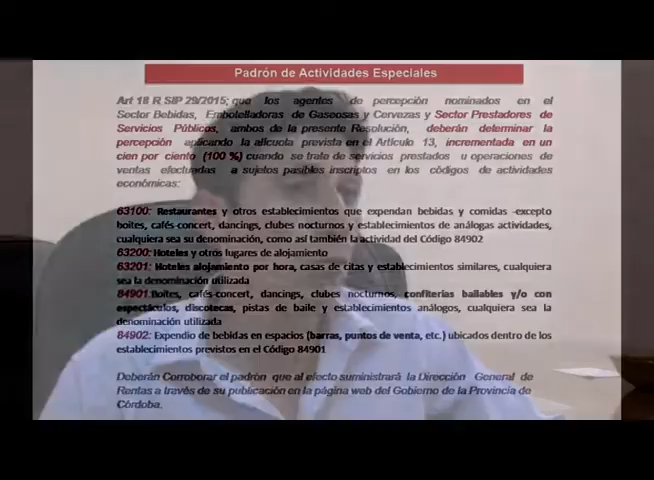 Padrón de Actividades Especiales
Art 18 R SIP 29/2015; que los agentes de percepción nominados en el
Sector Bebidas, Embotelladoras de Gaseosas y Cervezas y Sector Prestadores de
Servicios Públicos, ambos de la presente Resolución, deberán determinar la
percepción aplicando la alícuota prevista en el Artículo 13, incrementada en un
cien por ciento (100 %) cuando se trate de servicios prestados u operaciones de
ventas efectuadas a sujetos pasibles inscriptos en los códigos de actividades
económicas:
63100: Restaurantes y otros establecimientos que expendan bebidas y comidas -excepto
boites, cafés-concert, dancings, clubes nocturnos y establecimientos de análogas actividades,
cualquiera sea su denominación, como así también la actividad del Código 84902
63200: Hoteles y otros lugares de alojamiento
63201: Hoteles alojamiento por hora, casas de citas y establecimientos similares, cualquiera
sea la denominación utilizada
84901:Boites, cafés-concert, dancings, clubes nocturnos, confiterías bailables y/o con
espectáculos, discotecas, pistas de baile y establecimientos análogos, cualquiera sea la
denominación utilizada
84902: Expendio de bebidas en espacios (barras, puntos de venta, etc.) ubicados dentro de los
establecimientos previstos en el Código 84901
Deberán Corroborar el padrón que al efecto suministrará la Dirección General de
Rentas a través de su publicación en la página web del Gobierno de la Provincia de
Córdoba.